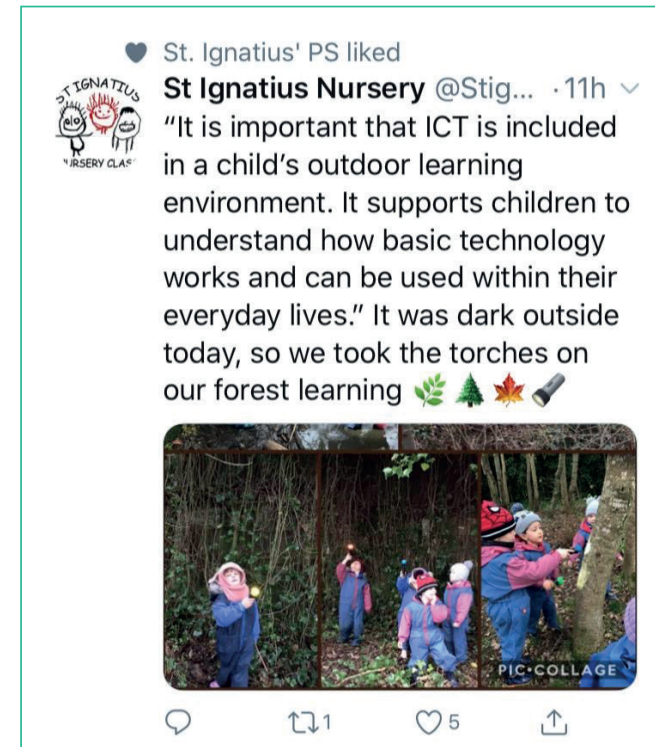 St. Ignatius' PS liked
ST IGNATIUS
St Ignatius Nursery @Stig... · 11h
"It is important that ICT is included
in a child's outdoor learning
environment. It supports children to
understand how basic technology
works and can be used within their
everyday lives." It was dark outside
today, so we took the torches on
our forest learning 🌿🌲🍁🔦
PIC•COLLAGE
1
5